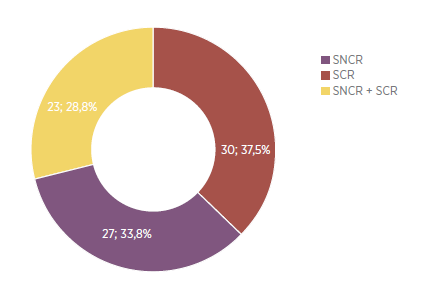 SNCR
SCR
SNCR + SCR
23; 28,8%
30; 37,5%
27; 33,8%